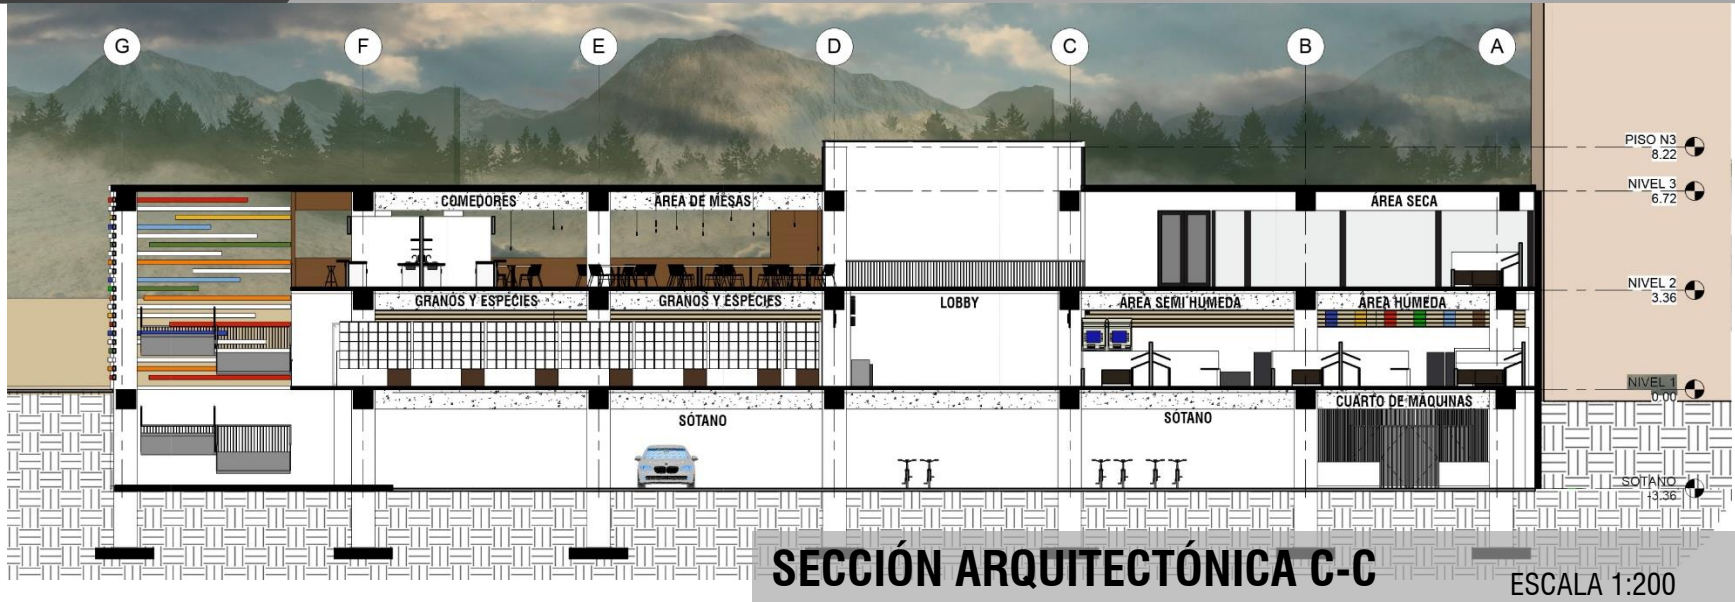 G F E D C B A
PISO N3
8.22
NIVEL 3
6.72
COMEDORES ÁREA DE MESAS ÁREA SECA
NIVEL 2
3.36
GRANOS Y ESPECIES GRANOS Y ESPECIES LOBBY ÁREA SEMI HÚMEDA ÁREA HÚMEDA
NIVEL 1
0.00
CUARTO DE MÁQUINAS
SÓTANO SÓTANO
SÓTANO
-3.36
SECCIÓN ARQUITECTÓNICA C-C
ESCALA 1:200